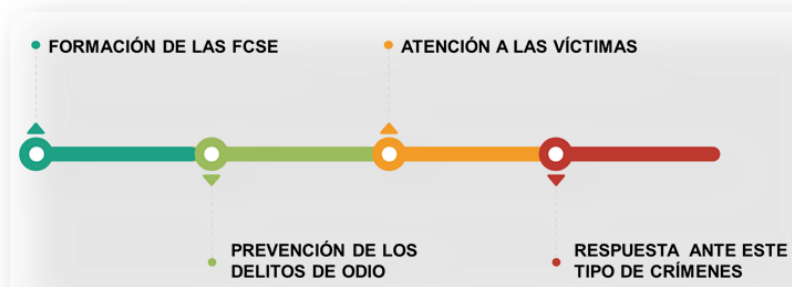 FORMACIÓN DE LAS FCSE
ATENCIÓN A LAS VÍCTIMAS
PREVENCIÓN DE LOS
DELITOS DE ODIO
RESPUESTA ANTE ESTE
TIPO DE CRÍMENES